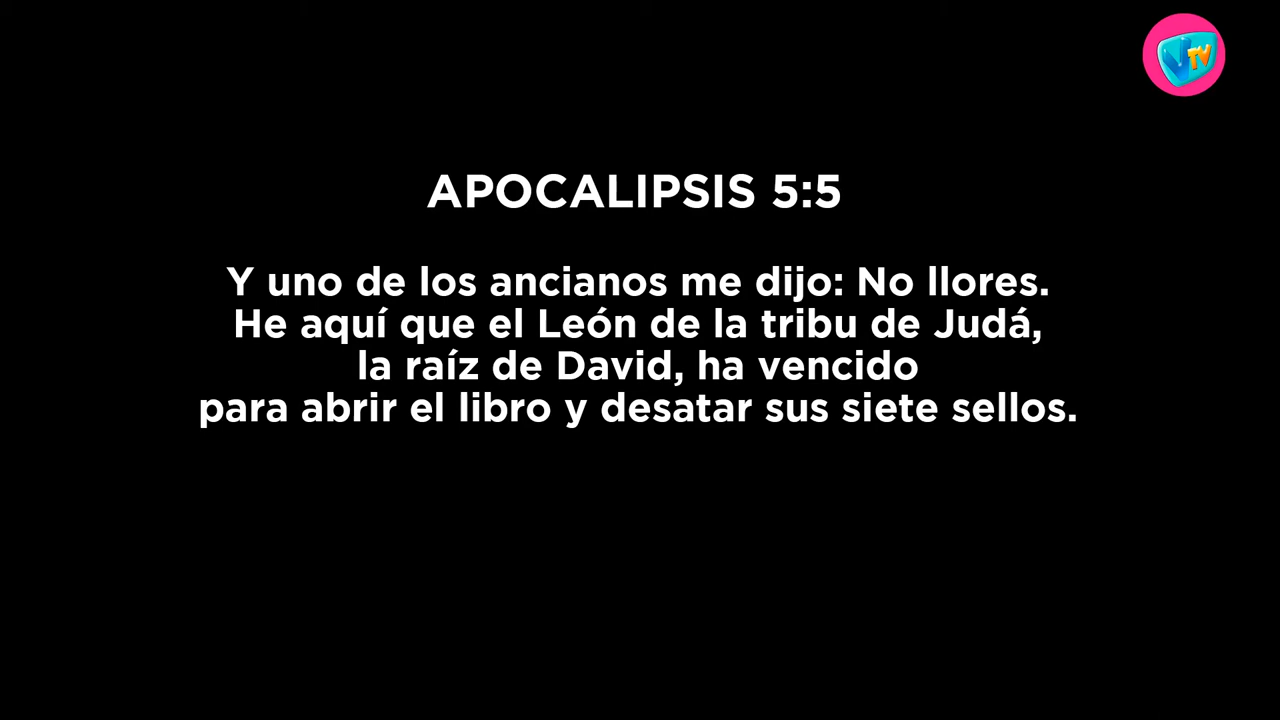 VTV
APOCALIPSIS 5:5
Y uno de los ancianos me dijo: No llores.
He aquí que el León de la tribu de Judá,
la raíz de David, ha vencido
para abrir el libro y desatar sus siete sellos.